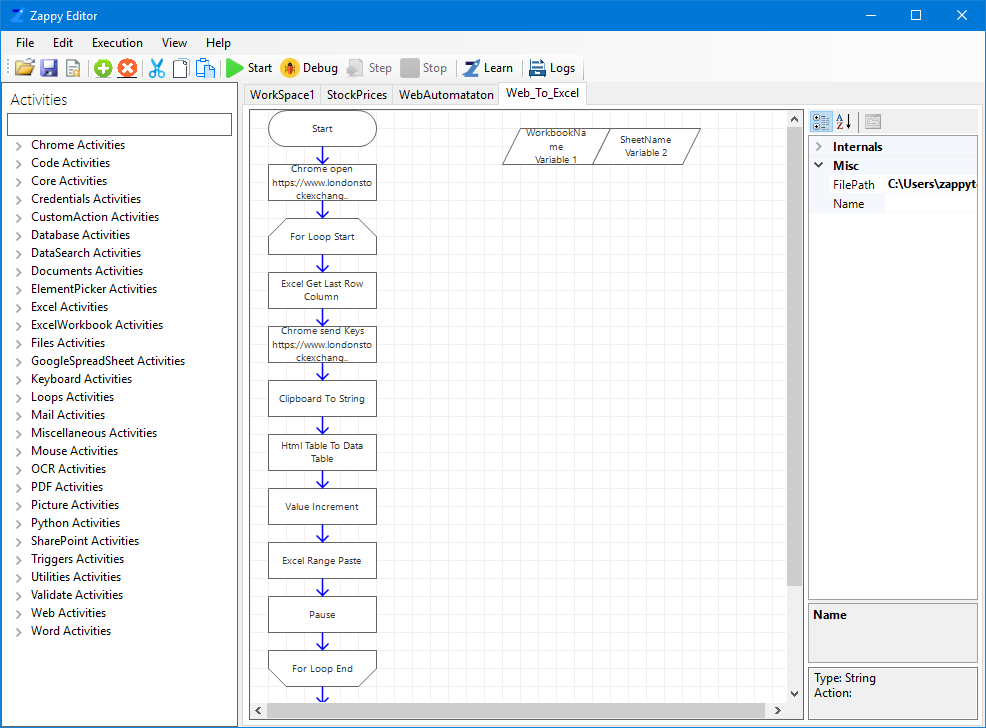 Zappy Editor
File Edit Execution View Help
Start Debug Step Stop Learn Logs
Activities
Chrome Activities
Code Activities
Core Activities
Credentials Activities
CustomAction Activities
Database Activities
DataSearch Activities
Documents Activities
ElementPicker Activities
Excel Activities
ExcelWorkbook Activities
Files Activities
GoogleSpreadSheet Activities
Keyboard Activities
Loops Activities
Mail Activities
Miscellaneous Activities
Mouse Activities
OCR Activities
PDF Activities
Picture Activities
Python Activities
SharePoint Activities
Triggers Activities
Utilities Activities
Validate Activities
Web Activities
Word Activities
WorkSpace1 StockPrices WebAutomataton Web_To_Excel
Start
Chrome open
https://www.londonsto
ckexchang..
For Loop Start
Excel Get Last Row
Column
Chrome send Keys
https://www.londonsto
ckexchang..
Clipboard To String
Html Table To Data
Table
Value Increment
Excel Range Paste
Pause
For Loop End
WorkbookNa
me
Variable 1
SheetName
Variable 2
Internals
Misc
FilePath C:\Users\zappyt
Name
Name
Type: String
Action: